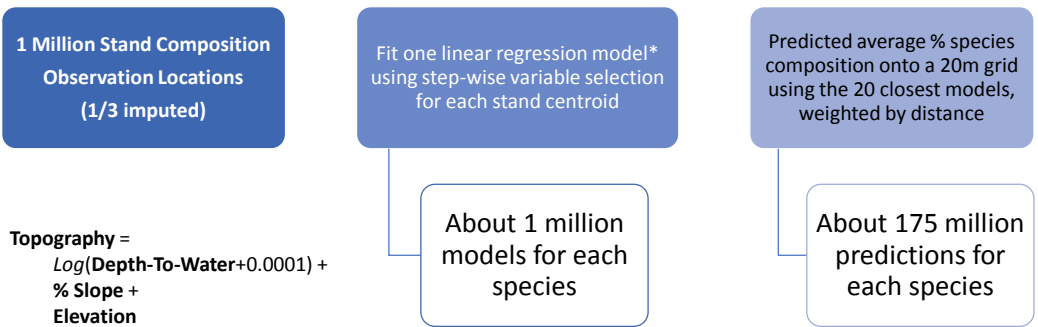 1 Million Stand Composition
Observation Locations
(1/3 imputed)
Fit one linear regression model*
using step-wise variable selection
for each stand centroid
Predicted average % species
composition onto a 20m grid
using the 20 closest models,
weighted by distance
About 1 million
models for each
species
About 175 million
predictions for
each species
Topography =
Log(Depth-To-Water+0.0001) +
% Slope +
Elevation